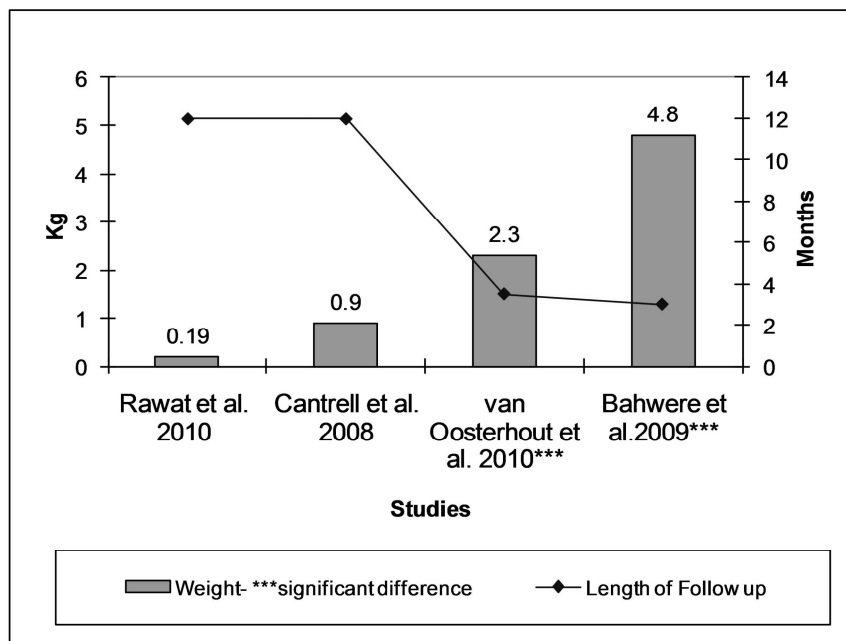 6
5
4
3
2
1
0
Kg
14
12
10
8
6
4
2
0
Months
0.19
0.9
2.3
4.8
Rawat et al.
2010
Cantrell et al.
2008
van
Oosterhout et
al. 2010***
Bahwere et
al.2009***
Studies
Weight- ***significant difference
Length of Follow up